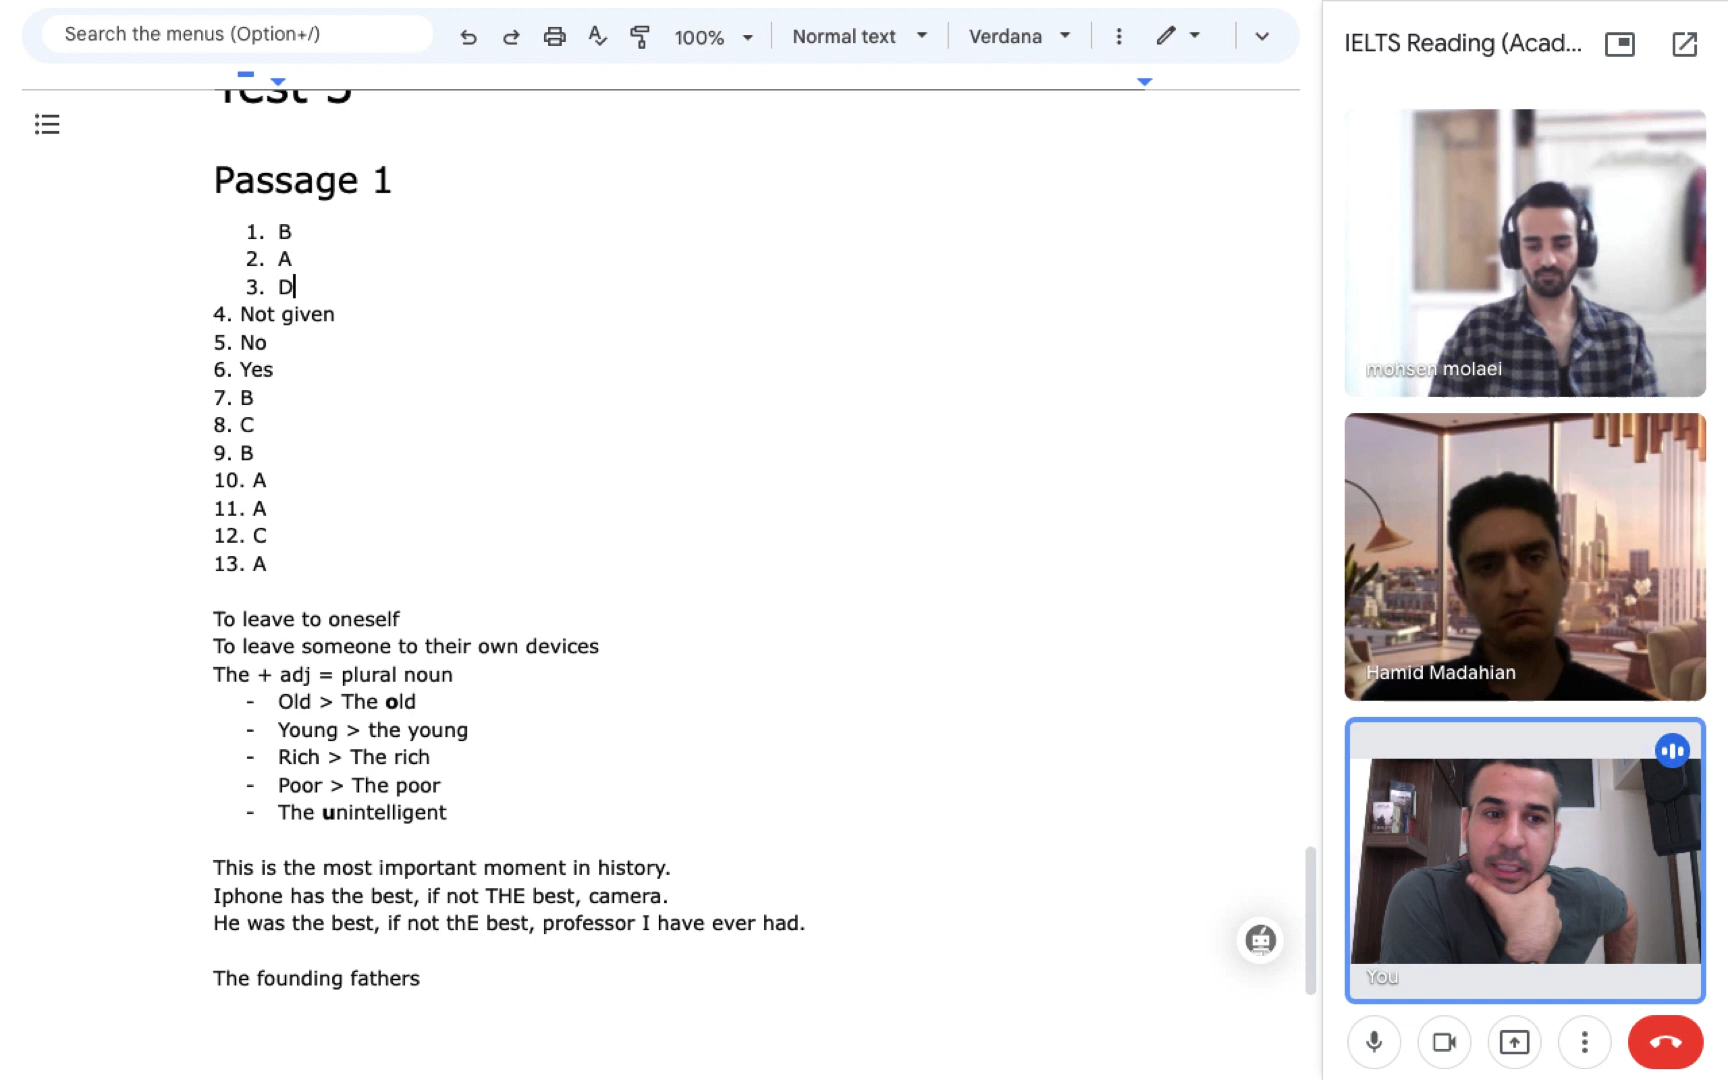 Search the menus (Option+/)
100%
Normal text
Verdana
IELTS Reading (Acad...
Test 3
Passage 1
1. B
2. A
3. D
4. Not given
5. No
6. Yes
7. B
8. C
9. B
10. A
11. A
12. C
13. A
To leave to oneself
To leave someone to their own devices
The + adj = plural noun
- Old > The old
- Young > the young
- Rich > The rich
- Poor > The poor
- The unintelligent
This is the most important moment in history.
Iphone has the best, if not THE best, camera.
He was the best, if not thE best, professor I have ever had.
The founding fathers
mohsen molaei
Hamid Madahian
You